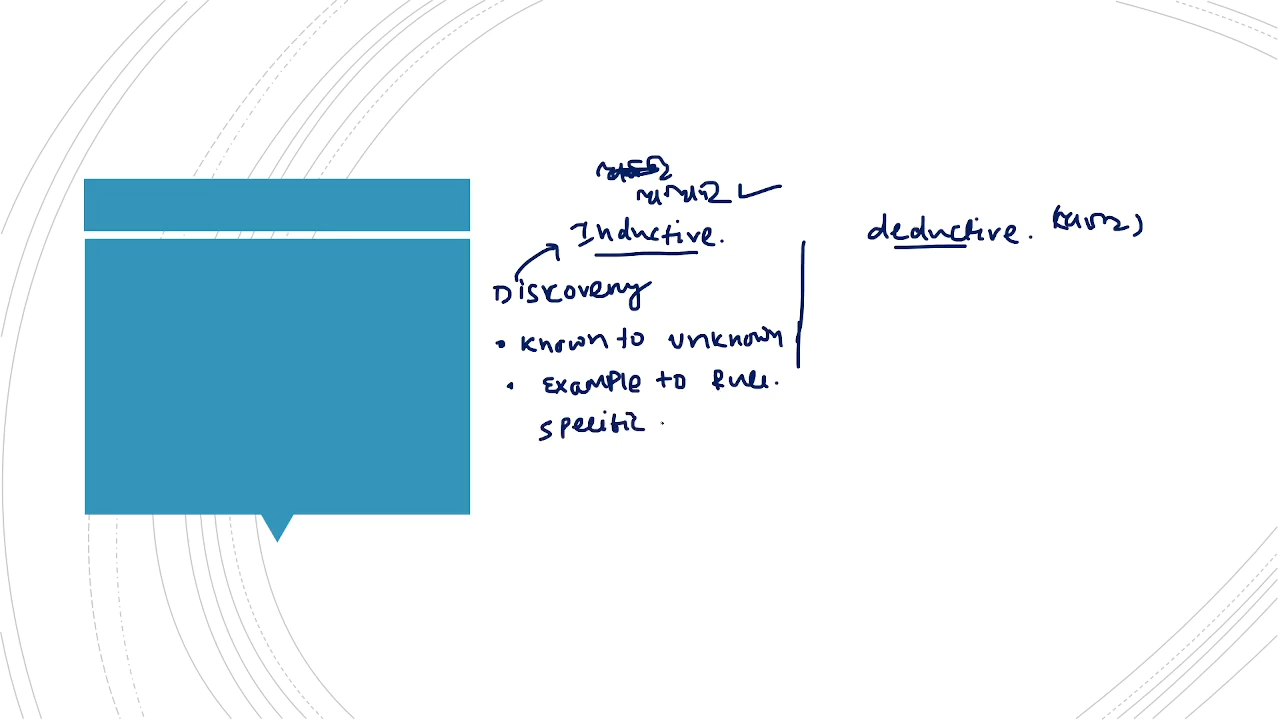 Inductive.
deductive.
Discovery
• known to unknown
• Example to Rule.
specific